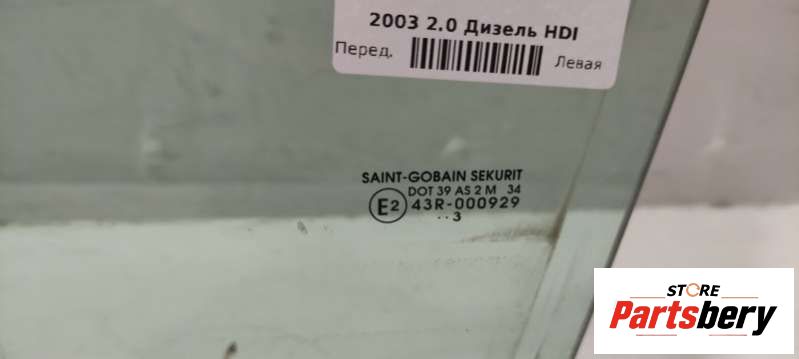 2003 2.0 Дизель HDI
Перед. Левая
SAINT-GOBAIN SEKURIT
DOT 39 AS 2 M 34
E2 43R-000929
..3
STORE
Partsbery